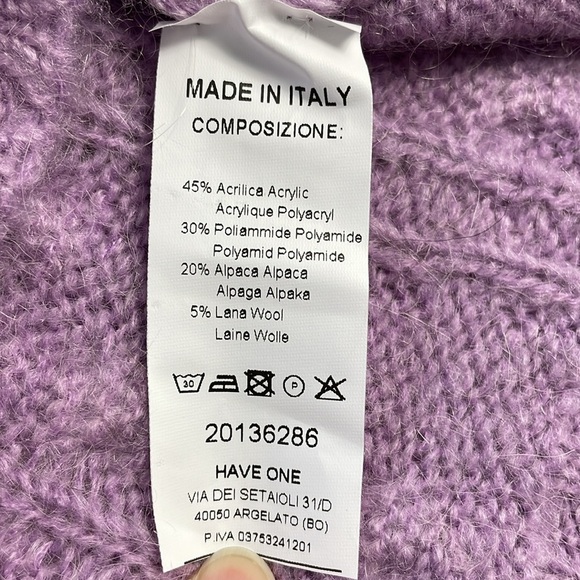 MADE IN ITALY
COMPOSIZIONE:
45% Acrilica Acrylic
Acrylique Polyacryl
30% Poliammide Polyamide
Polyamid Polyamide
20% Alpaca Alpaca
Alpaga Alpaka
5% Lana Wool
Laine Wolle
30 P
20136286
HAVE ONE
VIA DEI SETAIOLI 31/D
40050 ARGELATO (BO)
P.IVA 03753241201